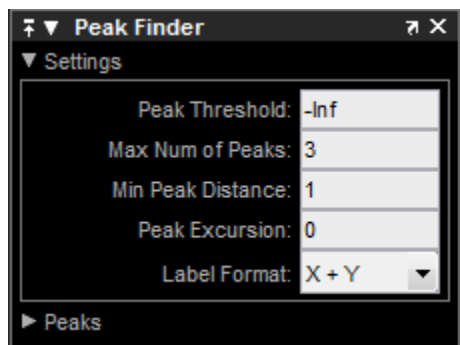 Peak Finder
Settings
Peak Threshold: -Inf
Max Num of Peaks: 3
Min Peak Distance: 1
Peak Excursion: 0
Label Format: X + Y
Peaks